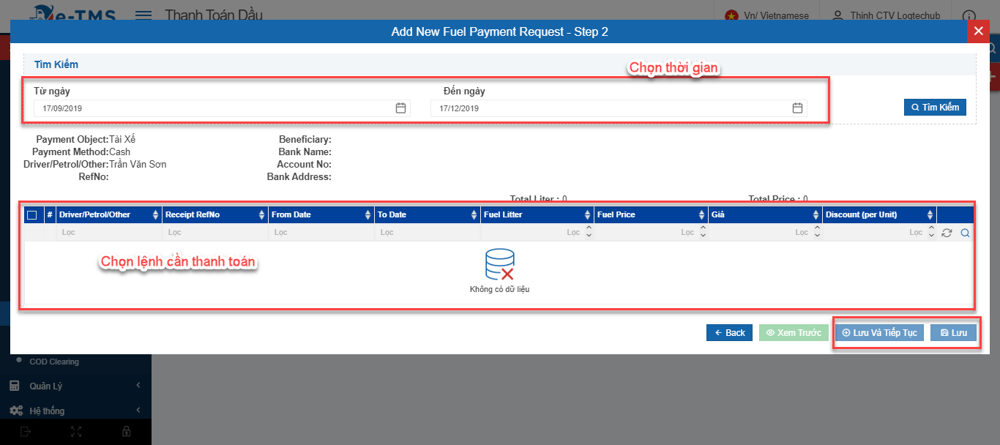 e-TMS Thanh Toán Dầu Vn/ Vietnamese Thinh CTV Logtechub
Add New Fuel Payment Request - Step 2
Tìm Kiếm
Chọn thời gian
Từ ngày Đến ngày
17/09/2019 17/12/2019 Tìm Kiếm
Payment Object:Tài Xế Beneficiary:
Payment Method:Cash Bank Name:
Driver/Petrol/Other:Trần Văn Sơn Account No:
RefNo: Bank Address:
Total Liter : 0 Total Price : 0
# Driver/Petrol/Other Receipt RefNo From Date To Date Fuel Litter Fuel Price Giá Discount (per Unit)
Lọc Lọc Lọc Lọc Lọc Lọc Lọc Lọc
Chọn lệnh cần thanh toán
Không có dữ liệu
Back Xem Trước Lưu Và Tiếp Tục Lưu
COD Clearing
Quản Lý
Hệ thống